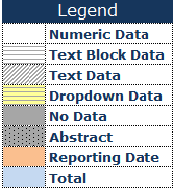 Legend
Numeric Data
Text Block Data
Text Data
Dropdown Data
No Data
Abstract
Reporting Date
Total